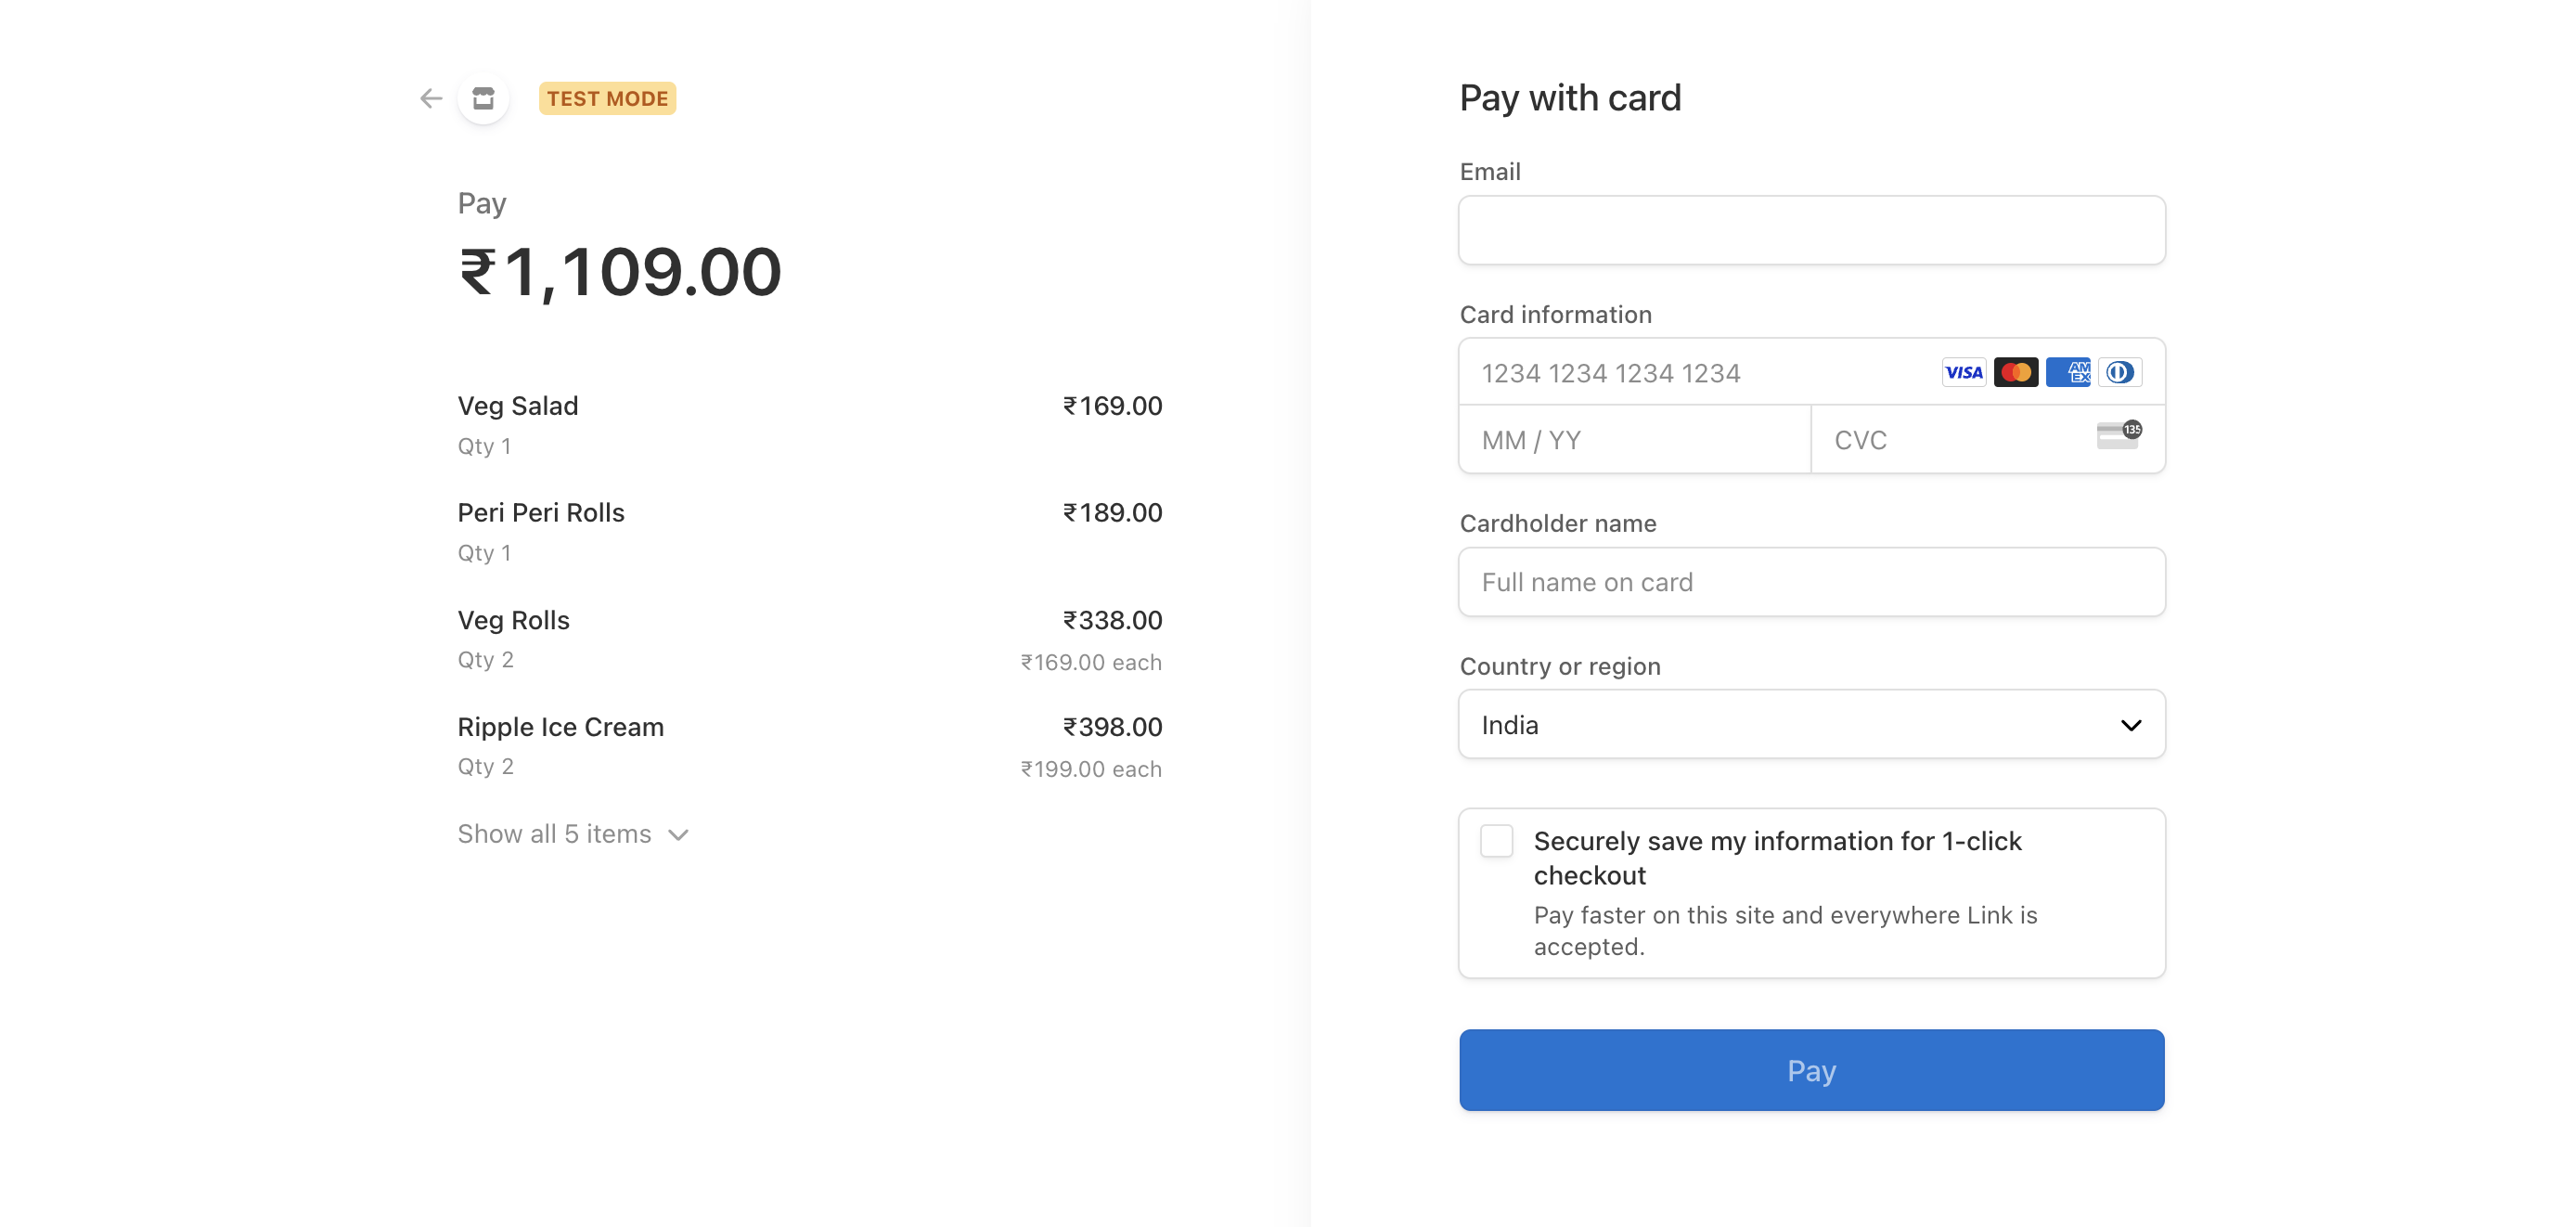 TEST MODE
Pay
₹1,109.00
Veg Salad ₹169.00
Qty 1
Peri Peri Rolls ₹189.00
Qty 1
Veg Rolls ₹338.00
Qty 2 ₹169.00 each
Ripple Ice Cream ₹398.00
Qty 2 ₹199.00 each
Show all 5 items
Pay with card
Email
Card information
1234 1234 1234 1234 VISA AMEX
MM / YY CVC 135
Cardholder name
Full name on card
Country or region
India
Securely save my information for 1-click
checkout
Pay faster on this site and everywhere Link is
accepted.
Pay